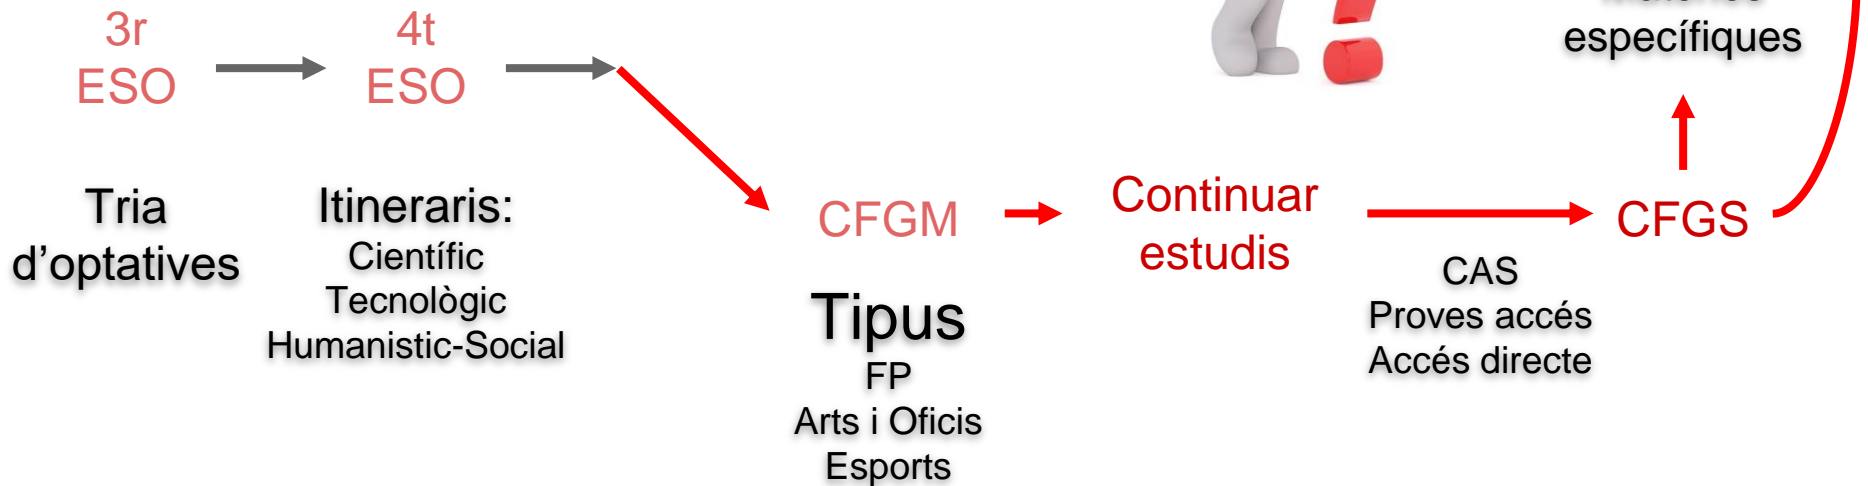 3r
ESO
4t
ESO
específiques
Tria
d'optatives
Itineraris:
Científic
Tecnològic
Humanistic-Social
CFGM
Tipus
FP
Arts i Oficis
Esports
Continuar
estudis
CAS
Proves accés
Accés directe
CFGS